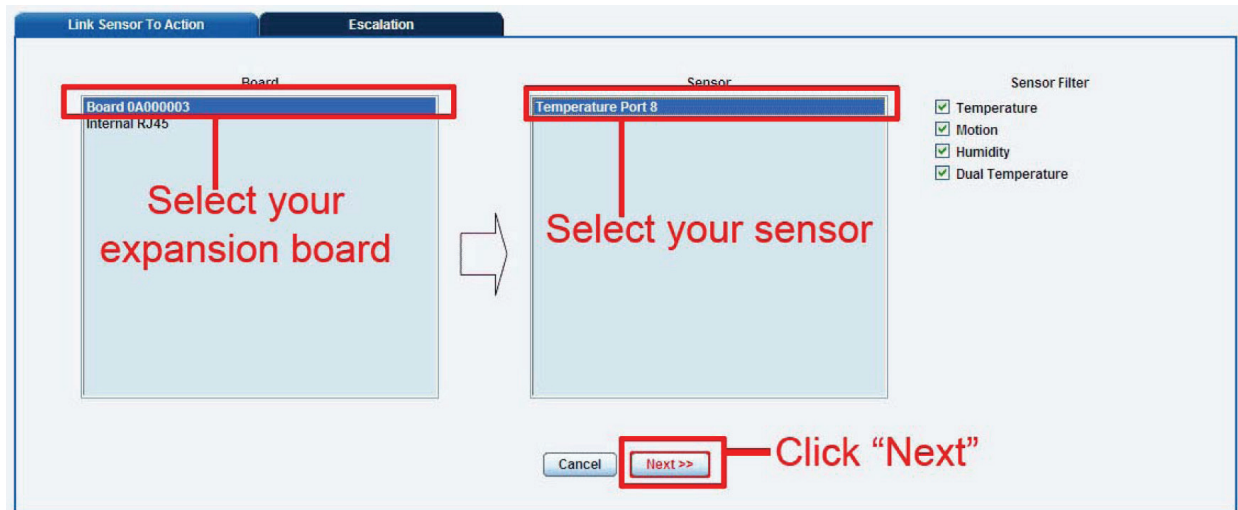 Link Sensor To Action
Escalation
Board
Sensor
Sensor Filter
Board 0A000003
Internal RJ45
Temperature Port 8
Temperature
Motion
Humidity
Dual Temperature
Select your
expansion board
Select your sensor
Cancel
Next >>
Click “Next”